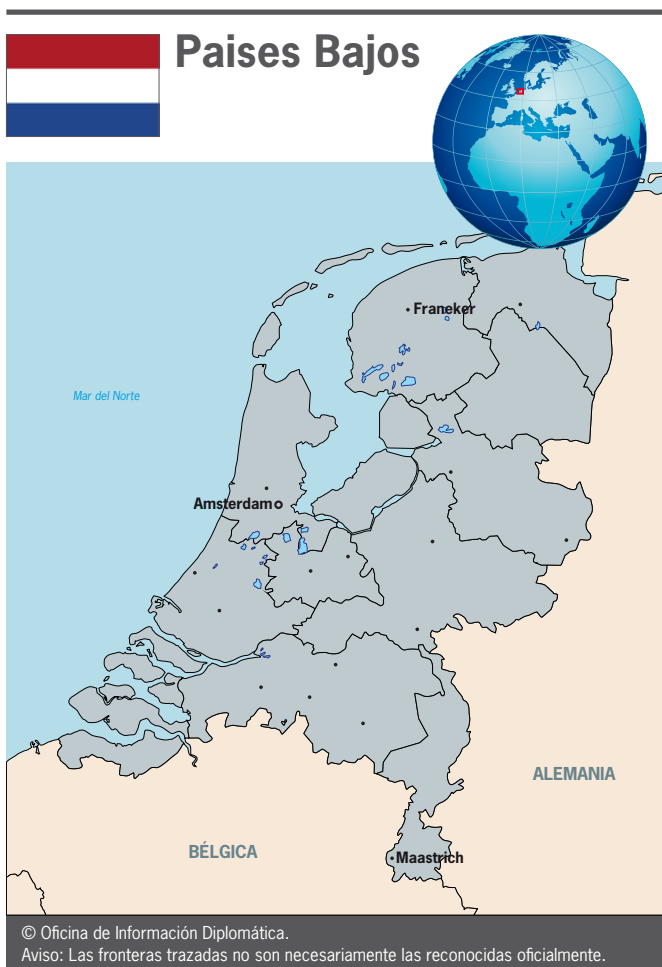 Paises Bajos
Franeker
Mar del Norte
Amsterdam
ALEMANIA
BÉLGICA
Maastrich
© Oficina de Información Diplomática.
Aviso: Las fronteras trazadas no son necesariamente las reconocidas oficialmente.